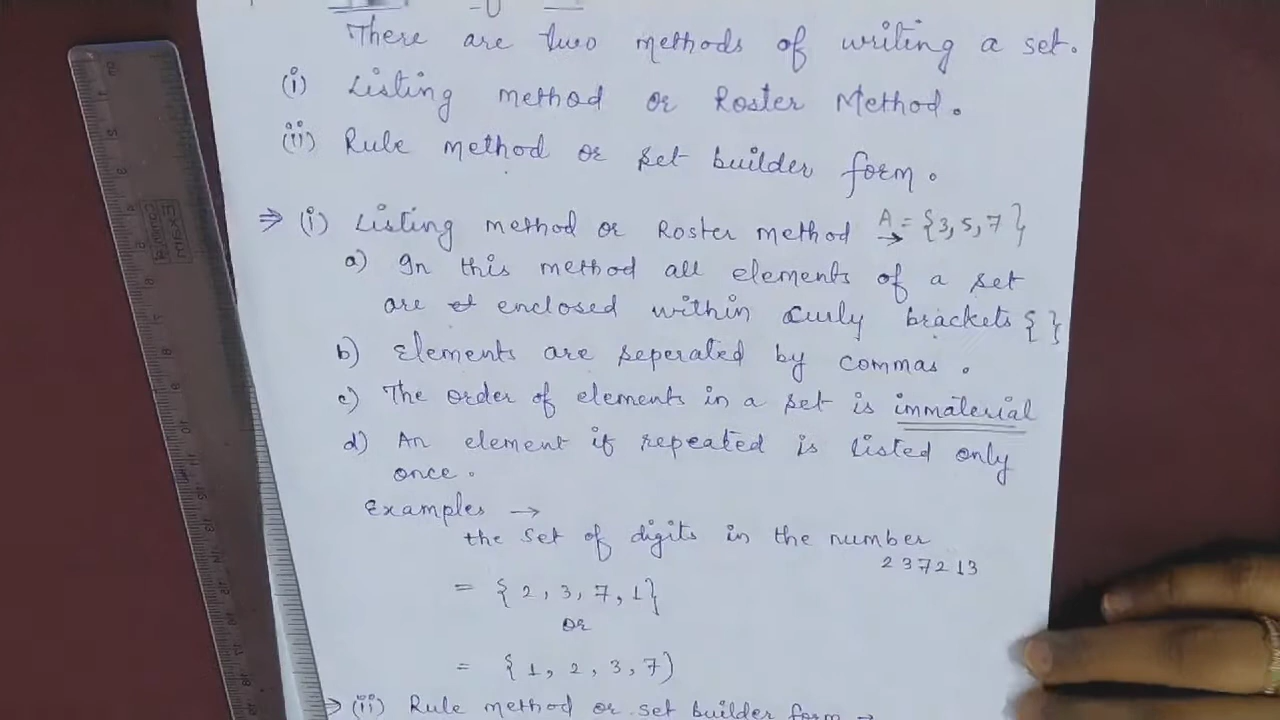 There are two methods of writing a set.
(i) Listing method or Roster Method.
(ii) Rule method or set builder form.
⇒ (i) Listing method or Roster method A = {3, 5, 7}
a) In this method all elements of a set
are enclosed within curly brackets { }
b) Elements are seperated by commas.
c) The order of elements in a set is immaterial
d) An element if repeated is listed only
once.
Examples →
the set of digits in the number
237213
= {2, 3, 7, 1}
or
= {1, 2, 3, 7)
⇒ (ii) Rule method or set builder form →